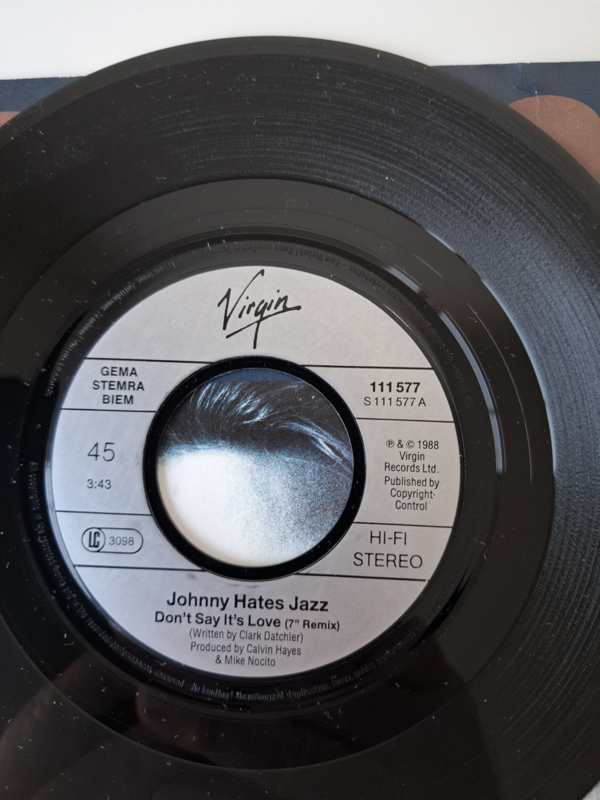 Virgin
GEMA
STEMRA
BIEM
111 577
S 111 577 A
45
3:43
℗ & © 1988
Virgin
Records Ltd.
Published by
Copyright-
Control
LC 3098
HI-FI
STEREO
Johnny Hates Jazz
Don't Say It's Love (7" Remix)
(Written by Clark Datchler)
Produced by Calvin Hayes
& Mike Nocito